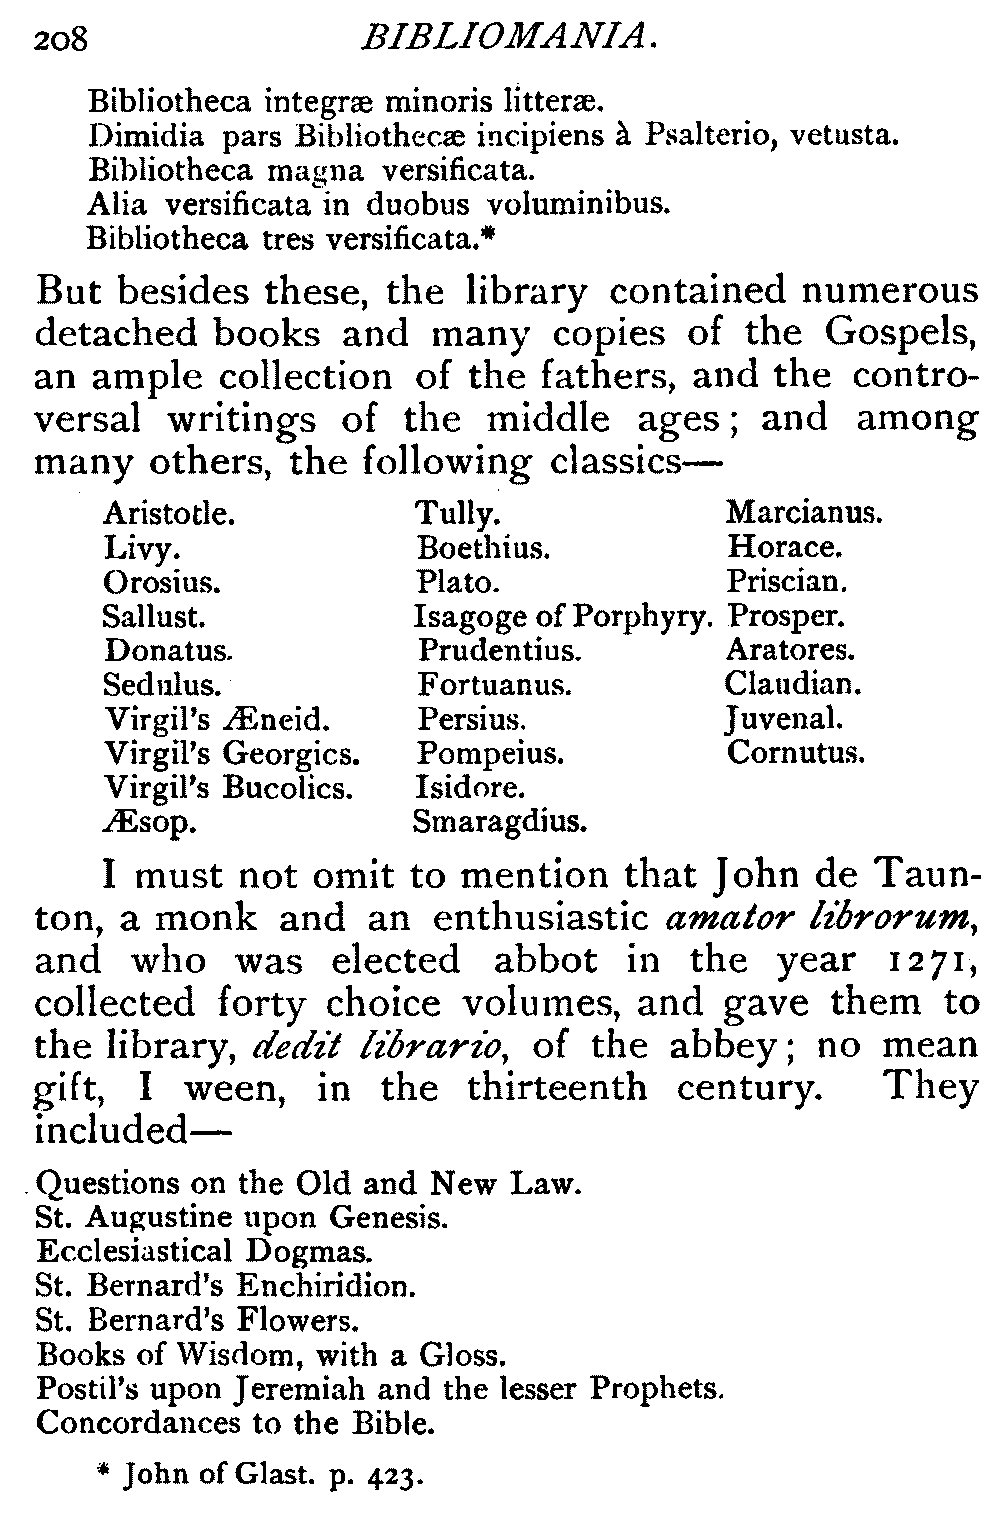 208 BIBLIOMANIA.
Bibliotheca integræ minoris litteræ.
Dimidia pars Bibliothecæ incipiens à Psalterio, vetusta.
Bibliotheca magna versificata.
Alia versificata in duobus voluminibus.
Bibliotheca tres versificata.*
But besides these, the library contained numerous
detached books and many copies of the Gospels,
an ample collection of the fathers, and the contro-
versal writings of the middle ages; and among
many others, the following classics—
Aristotle. Tully. Marcianus.
Livy. Boethius. Horace.
Orosius. Plato. Priscian.
Sallust. Isagoge of Porphyry. Prosper.
Donatus. Prudentius. Aratores.
Sedulus. Fortuanus. Claudian.
Virgil's Æneid. Persius. Juvenal.
Virgil's Georgics. Pompeius. Cornutus.
Virgil's Bucolics. Isidore.
Æsop. Smaragdius.
I must not omit to mention that John de Taun-
ton, a monk and an enthusiastic amator librorum,
and who was elected abbot in the year 1271,
collected forty choice volumes, and gave them to
the library, dedit librario, of the abbey; no mean
gift, I ween, in the thirteenth century. They
included—
Questions on the Old and New Law.
St. Augustine upon Genesis.
Ecclesiastical Dogmas.
St. Bernard's Enchiridion.
St. Bernard's Flowers.
Books of Wisdom, with a Gloss.
Postil's upon Jeremiah and the lesser Prophets.
Concordances to the Bible.
* John of Glast. p. 423.